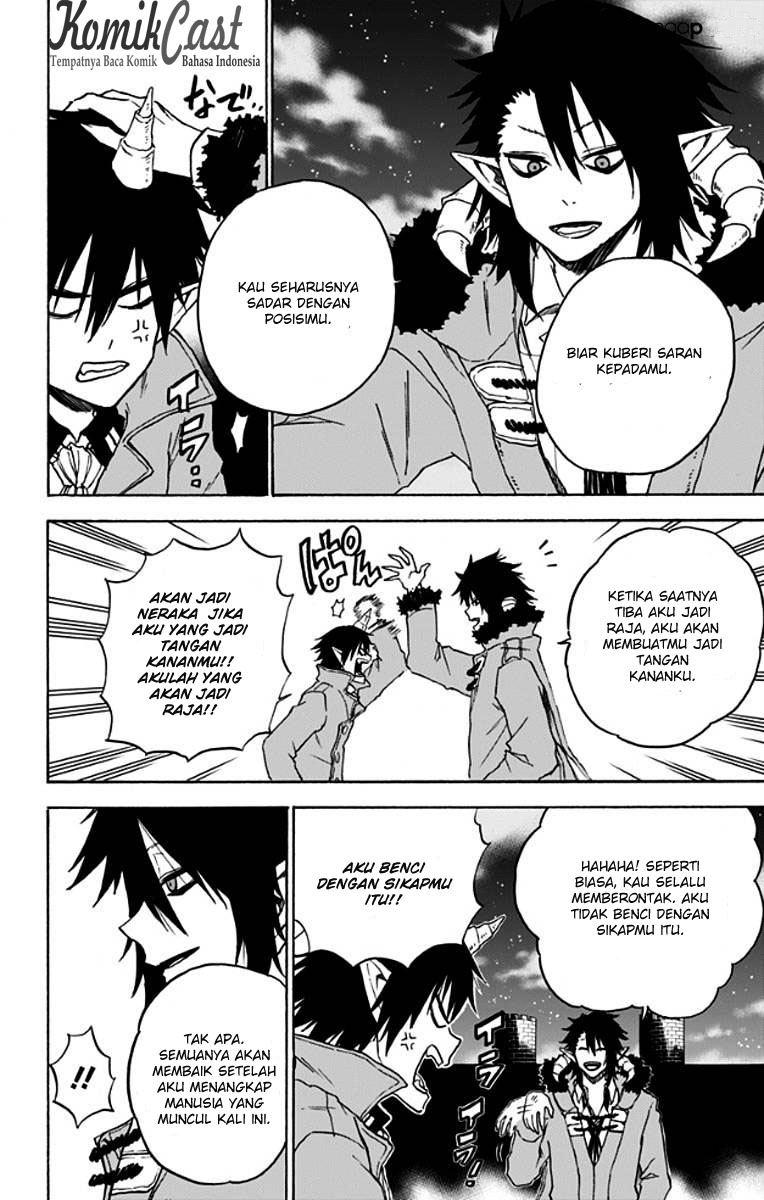 KomikCast
Tempatnya Baca Komik Bahasa Indonesia
BIAR KUBERI SARAN
KEPADAMU.
なで‥
KAU SEHARUSNYA
SADAR DENGAN
POSISIMU.
イラ‥
KETIKA SAATNYA
TIBA AKU JADI
RAJA, AKU AKAN
MEMBUATMU JADI
TANGAN
KANANKU.
ぱん
AKAN JADI
NERAKA JIKA
AKU YANG JADI
TANGAN
KANANMU!!
AKULAH YANG
AKAN JADI
RAJA!!
HAHAHA! SEPERTI
BIASA, KAU SELALU
MEMBERONTAK. AKU
TIDAK BENCI DENGAN
SIKAPMU ITU.
AKU BENCI
DENGAN SIKAPMU
ITU!!
イラ
イラ!
TAK APA.
SEMUANYA AKAN
MEMBAIK SETELAH
AKU MENANGKAP
MANUSIA YANG
MUNCUL KALI INI.
!!